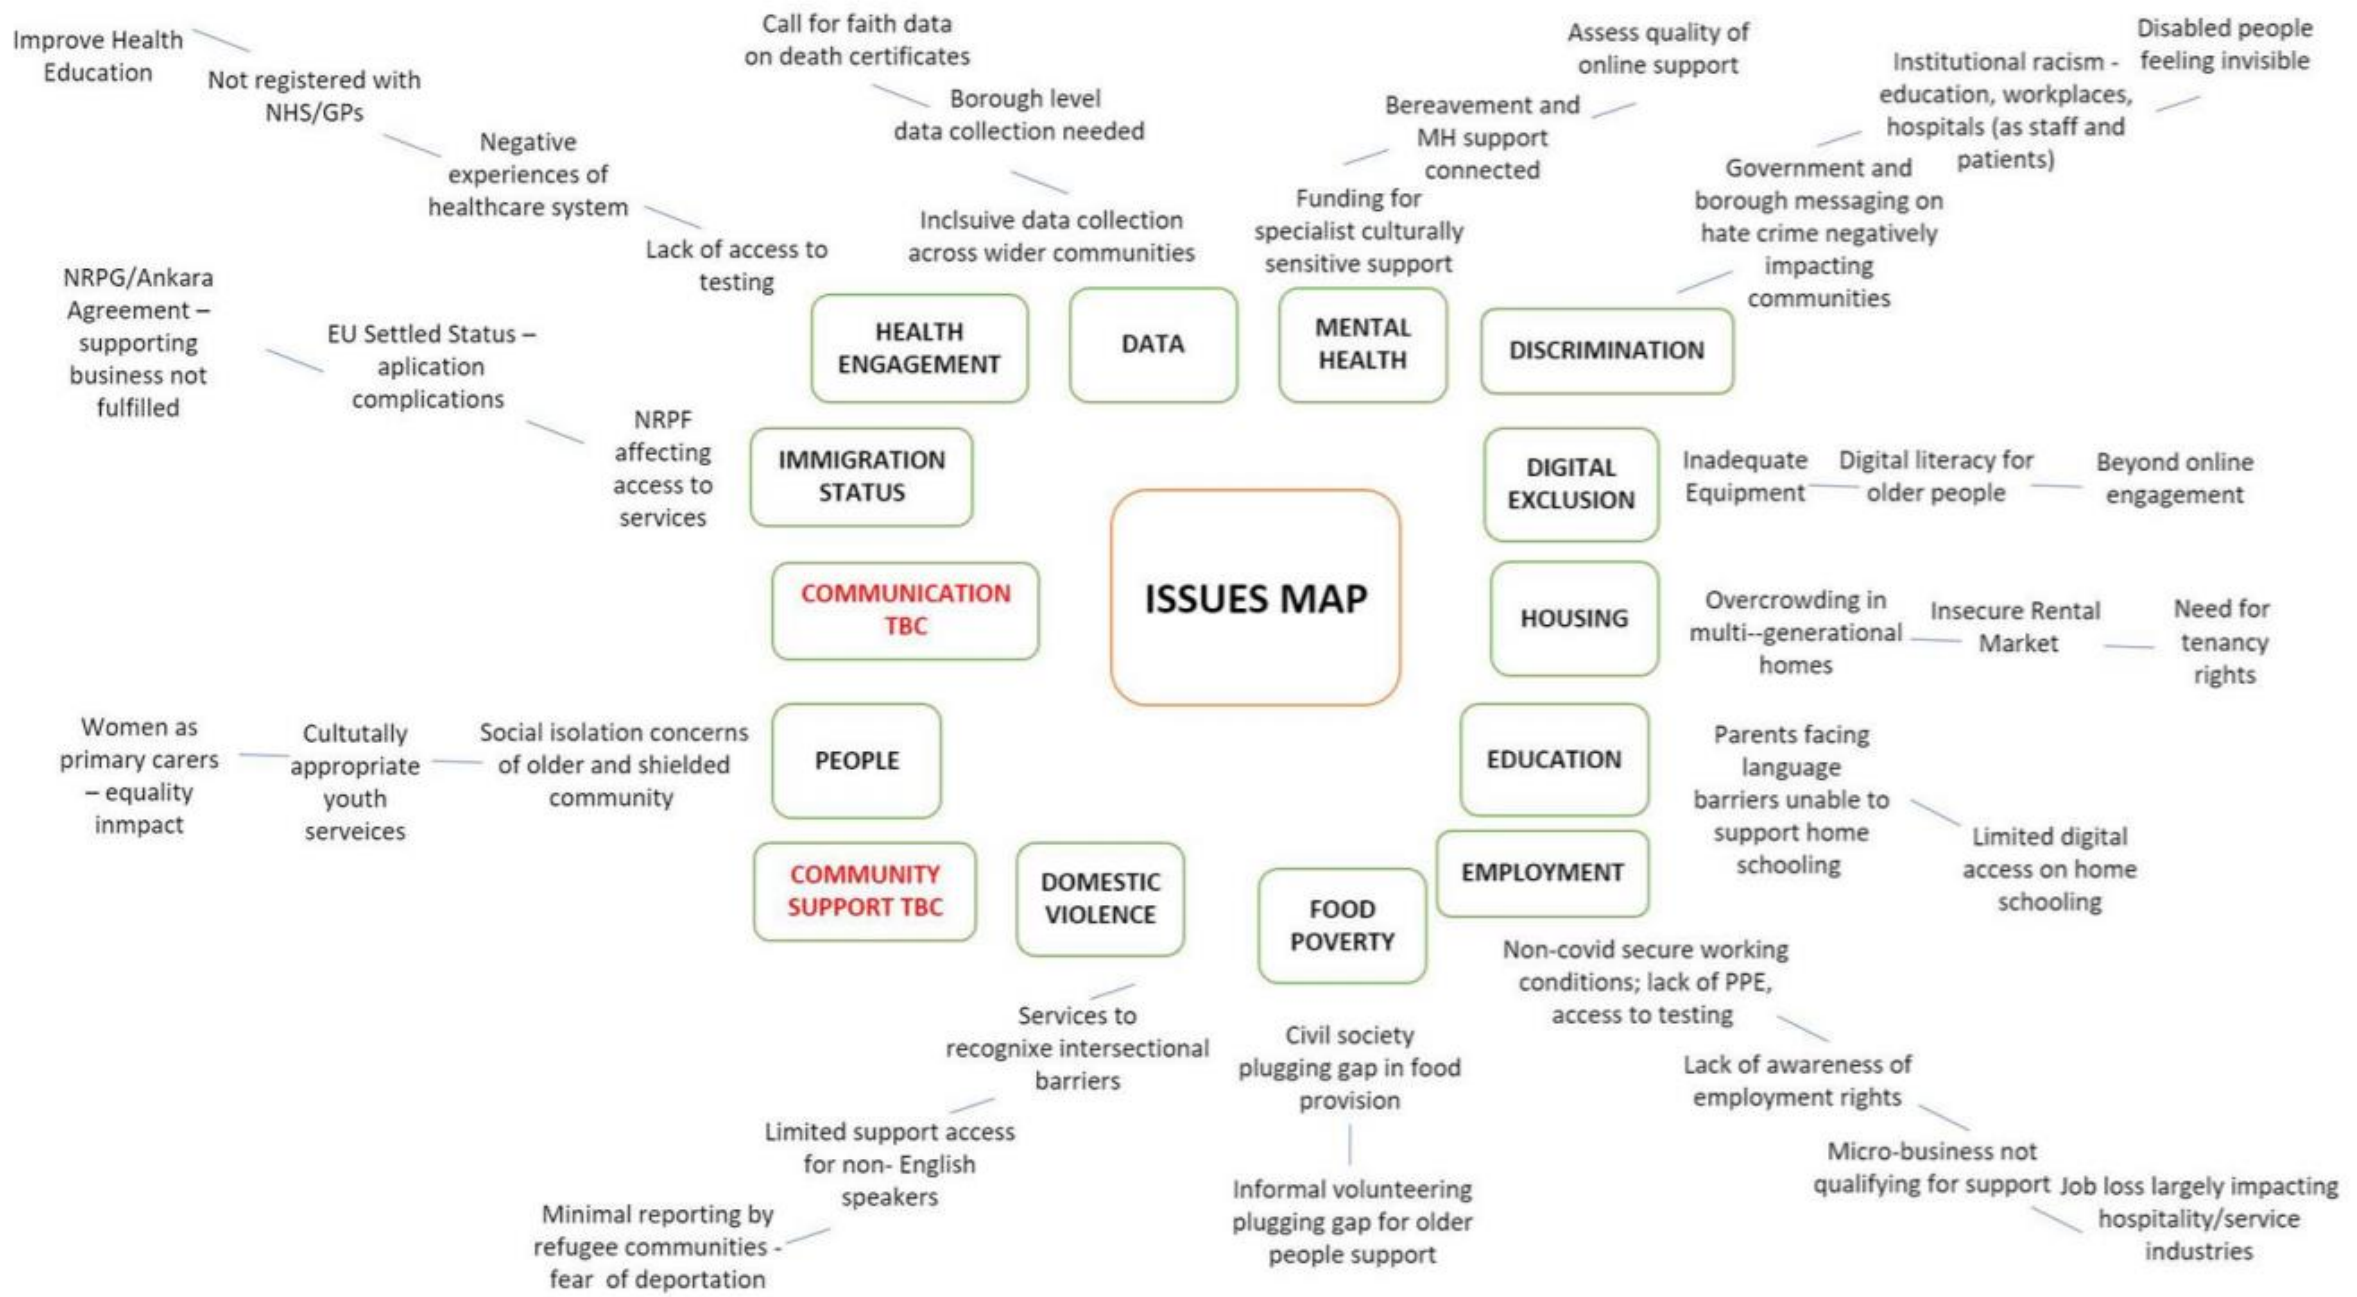 Improve Health
Education
Not registered with
NHS/GPs
Negative
experiences of
healthcare system
Lack of access to
testing
HEALTH
ENGAGEMENT
Call for faith data
on death certificates
Borough level
data collection needed
Inclsuive data collection
across wider communities
DATA
Assess quality of
online support
Bereavement and
MH support
connected
Funding for
specialist culturally
sensitive support
MENTAL
HEALTH
Disabled people
feeling invisible
Institutional racism -
education, workplaces,
hospitals (as staff and
patients)
Government and
borough messaging on
hate crime negatively
impacting
communities
DISCRIMINATION
NRPG/Ankara
Agreement –
supporting
business not
fulfilled
EU Settled Status –
aplication
complications
NRPF
affecting
access to
services
IMMIGRATION
STATUS
DIGITAL
EXCLUSION
Inadequate
Equipment
Digital literacy for
older people
Beyond online
engagement
COMMUNICATION
TBC
ISSUES MAP
HOUSING
Overcrowding in
multi--generational
homes
Insecure Rental
Market
Need for
tenancy
rights
Women as
primary carers
– equality
inmpact
Cultutally
appropriate
youth
serveices
Social isolation concerns
of older and shielded
community
PEOPLE
EDUCATION
Parents facing
language
barriers unable to
support home
schooling
Limited digital
access on home
schooling
COMMUNITY
SUPPORT TBC
DOMESTIC
VIOLENCE
Services to
recognixe intersectional
barriers
Limited support access
for non- English
speakers
Minimal reporting by
refugee communities -
fear of deportation
FOOD
POVERTY
Civil society
plugging gap in food
provision
Informal volunteering
plugging gap for older
people support
EMPLOYMENT
Non-covid secure working
conditions; lack of PPE,
access to testing
Lack of awareness of
employment rights
Micro-business not
qualifying for support
Job loss largely impacting
hospitality/service
industries